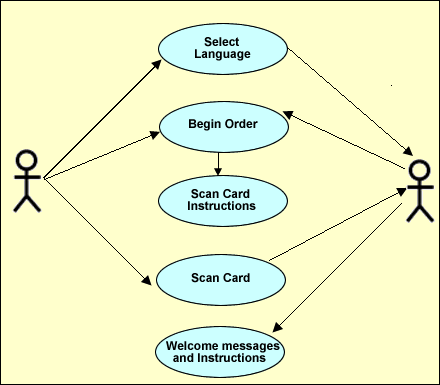 Select
Language
Begin Order
Scan Card
Instructions
Scan Card
Welcome messages
and Instructions